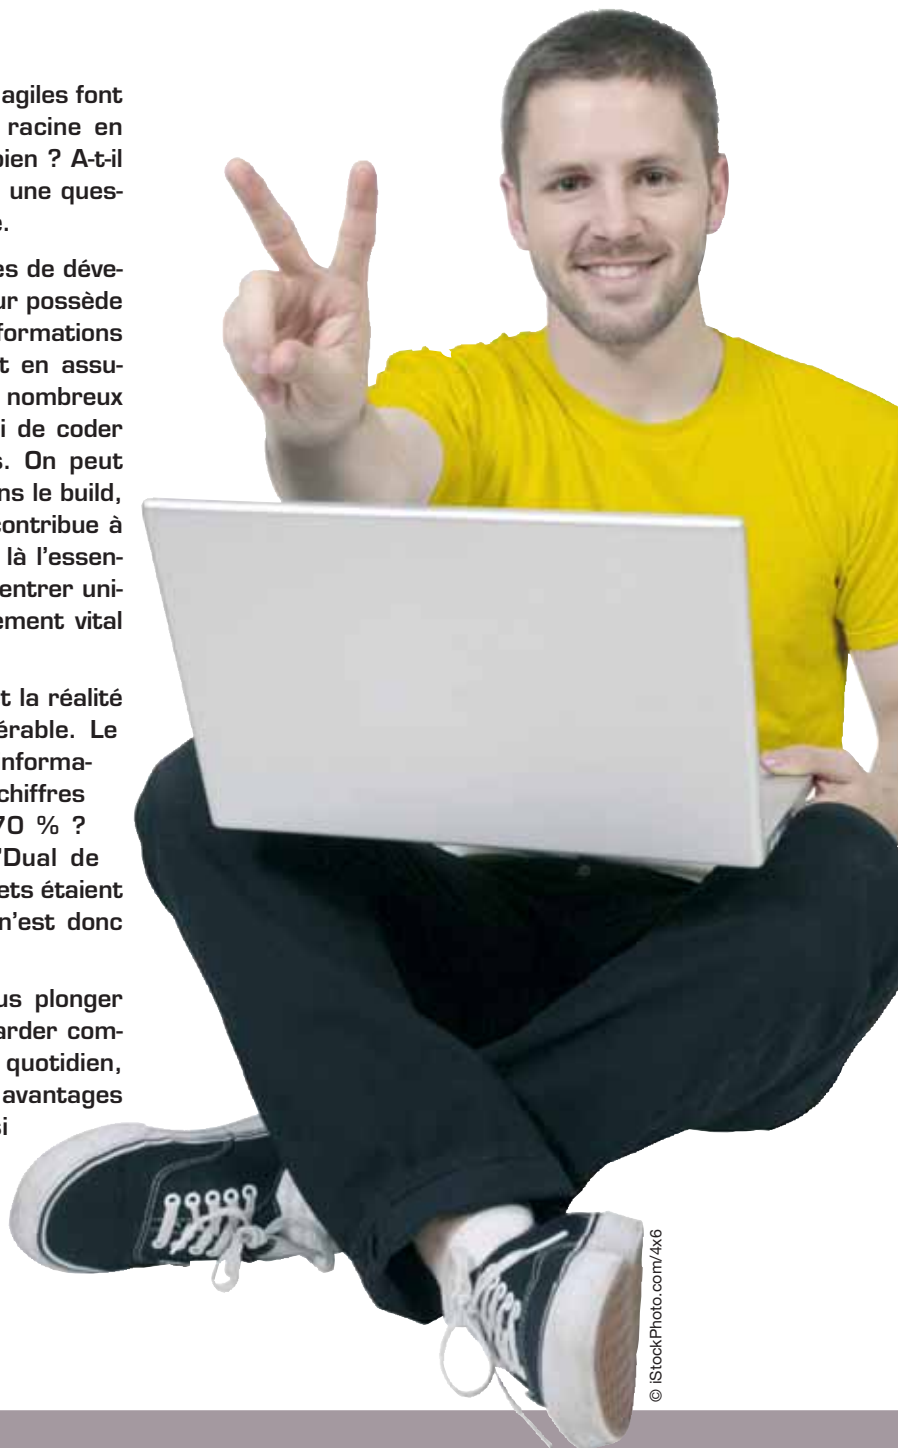 agiles font
racine en
bien ? A-t-il
une ques-
e.
es de déve-
ur possède
formations
t en assu-
nombreux
i de coder
s. On peut
ns le build,
contribue à
là l'essen-
entrer uni-
ement vital
t la réalité
érable. Le
informa-
chiffres
70 % ?
'Dual de
ets étaient
n'est donc
us plonger
arder com-
quotidien,
avantages
si
© iStockPhoto.com/4x6